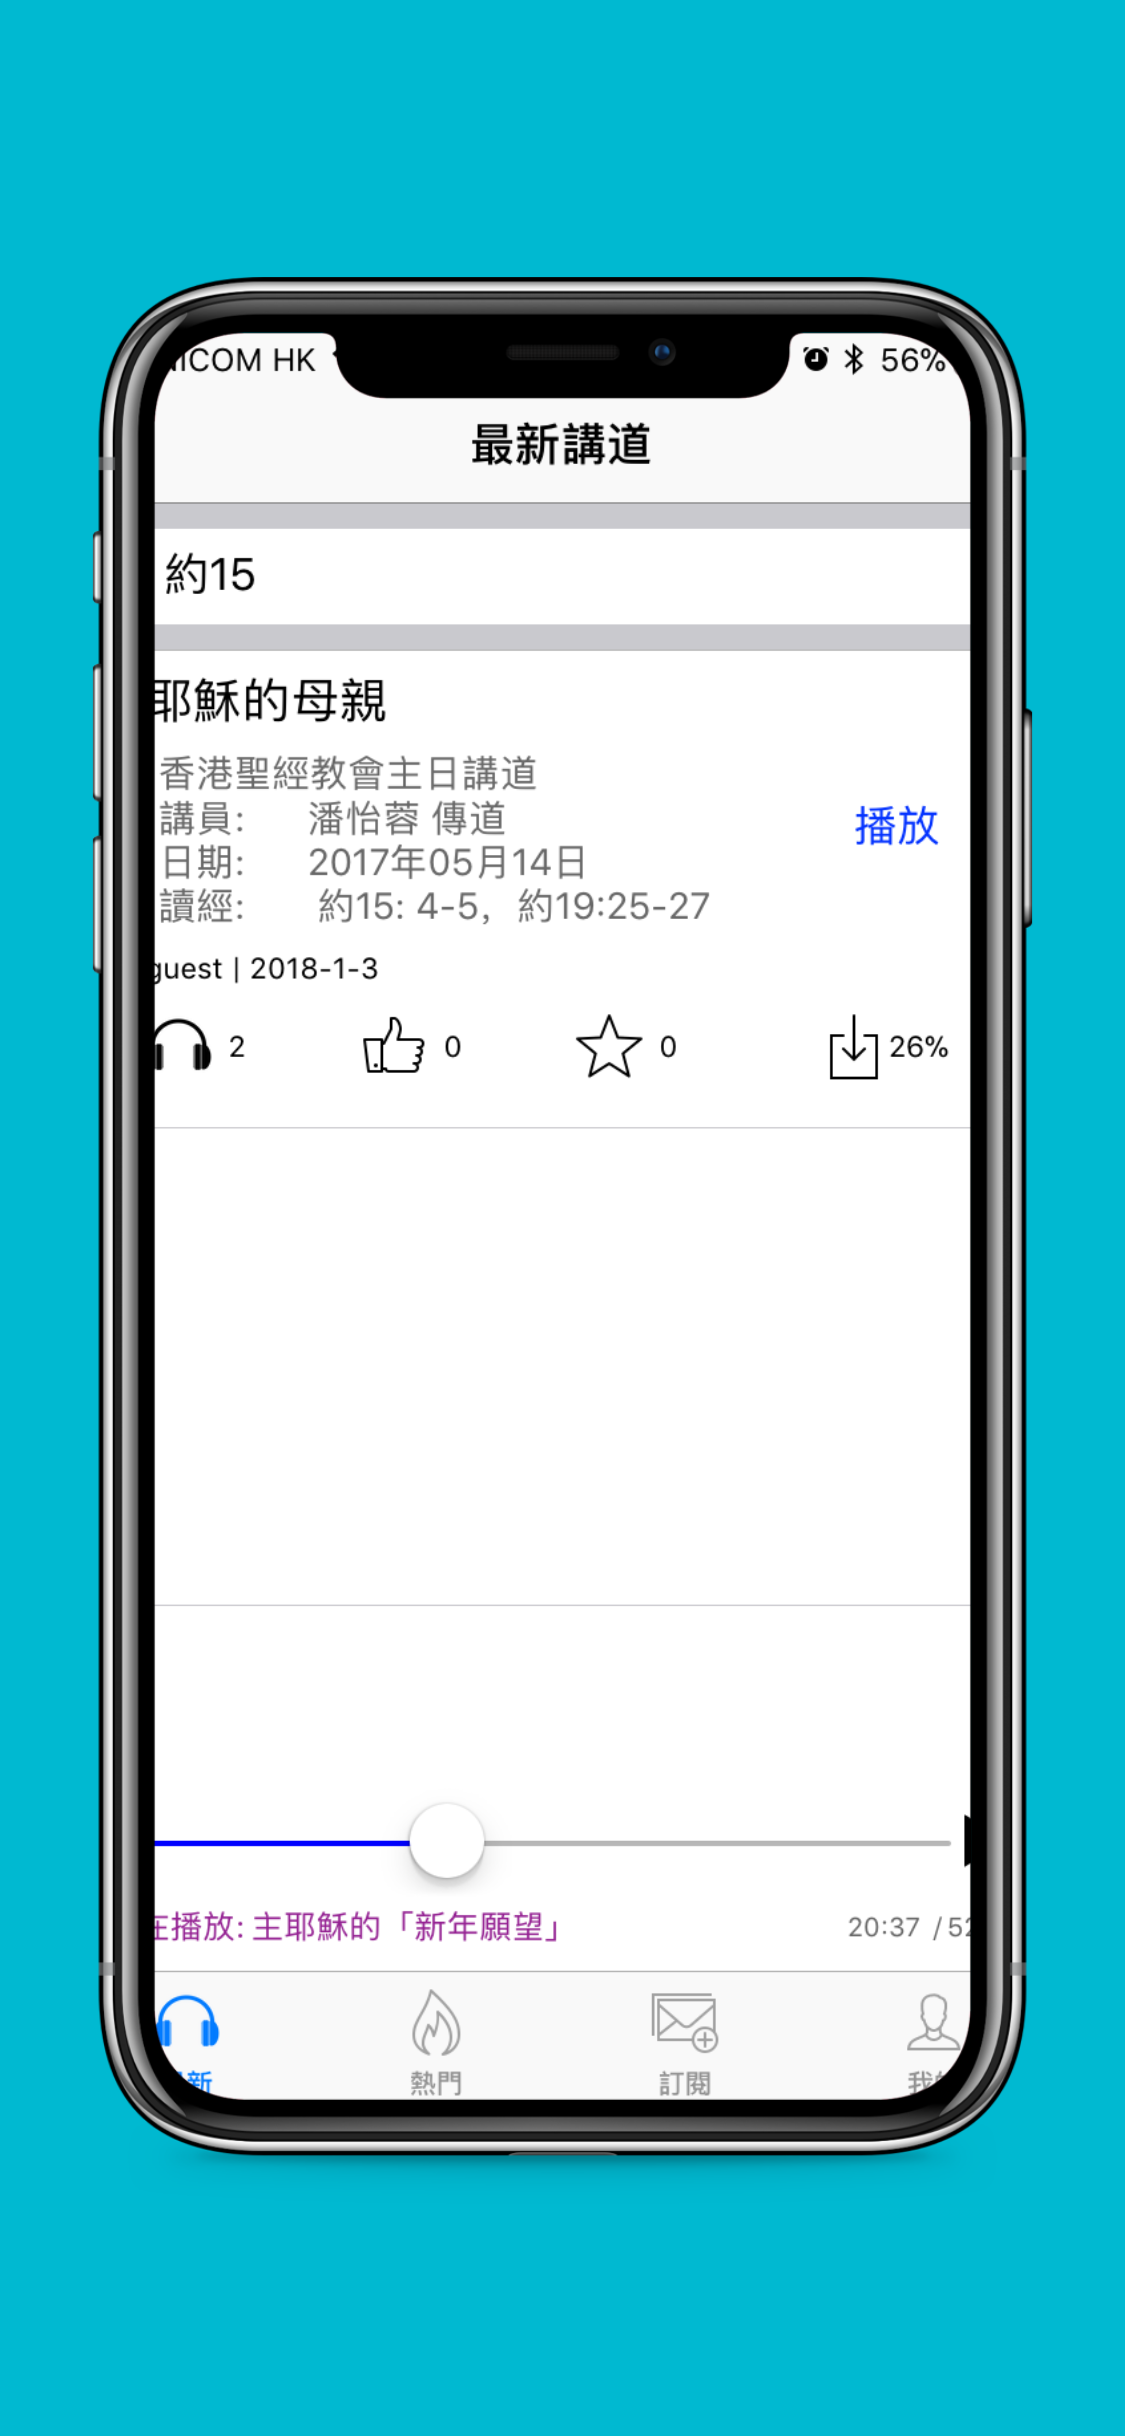 ICOM HK 56%
最新講道
約15
耶穌的母親
香港聖經教會主日講道
講員: 潘怡蓉 傳道
播放
日期: 2017年05月14日
讀經: 約15: 4-5, 約19:25-27
guest | 2018-1-3
2 0 0 26%
在播放: 主耶穌的「新年願望」 20:37 / 52
新 熱門 訂閱 我